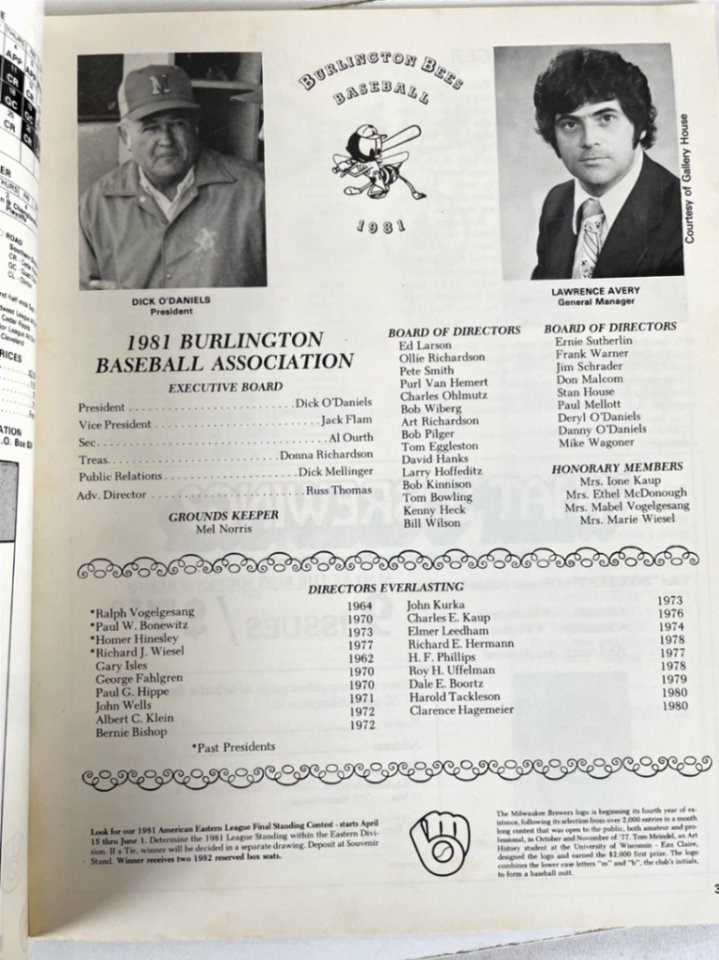 BURLINGTON BEES
BASEBALL
1981
Courtesy of Gallery House
DICK O'DANIELS
President
LAWRENCE AVERY
General Manager
1981 BURLINGTON
BASEBALL ASSOCIATION
EXECUTIVE BOARD
President . . . . . . . . . . . . . . . . . . . . . . . . . Dick O'Daniels
Vice President . . . . . . . . . . . . . . . . . . . . . . . . . Jack Flam
Sec. . . . . . . . . . . . . . . . . . . . . . . . . . . . . . . . . . Al Ourth
Treas. . . . . . . . . . . . . . . . . . . . . . . . . Donna Richardson
Public Relations . . . . . . . . . . . . . . . . . . . . Dick Mellinger
Adv. Director . . . . . . . . . . . . . . . . . . . . . . . Russ Thomas
GROUNDS KEEPER
Mel Norris
BOARD OF DIRECTORS
Ed Larson
Ollie Richardson
Pete Smith
Purl Van Hemert
Charles Ohlmutz
Bob Wiberg
Art Richardson
Bob Pilger
Tom Eggleston
David Hanks
Larry Hoffeditz
Bob Kinnison
Tom Bowling
Kenny Heck
Bill Wilson
BOARD OF DIRECTORS
Ernie Sutherlin
Frank Warner
Jim Schrader
Don Malcom
Stan House
Paul Mellott
Deryl O'Daniels
Danny O'Daniels
Mike Wagoner
HONORARY MEMBERS
Mrs. Ione Kaup
Mrs. Ethel McDonough
Mrs. Mabel Vogelgesang
Mrs. Marie Wiesel
DIRECTORS EVERLASTING
*Ralph Vogelgesang 1964
*Paul W. Bonewitz 1970
*Homer Hinesley 1973
*Richard J. Wiesel 1977
Gary Isles 1962
George Fahlgren 1970
Paul G. Hippe 1970
John Wells 1971
Albert C. Klein 1972
Bernie Bishop 1972
John Kurka 1973
Charles E. Kaup 1976
Elmer Leedham 1974
Richard E. Hermann 1978
H. F. Phillips 1977
Roy H. Uffelman 1978
Dale E. Boortz 1979
Harold Tackleson 1980
Clarence Hagemeier 1980
*Past Presidents
Look for our 1981 American Eastern League Final Standing Contest - starts April
15 thru June 1. Determine the 1981 League Standing within the Eastern Divi-
sion. If a Tie, winner will be decided in a separate drawing. Deposit at Souvenir
Stand. Winner receives two 1982 reserved box seats.
The Milwaukee Brewers logo is beginning its fourth year of ex-
istence, following its selection from over 2,000 entries in a month
long contest that was open to the public, both amateur and pro-
fessional, in October and November of '77. Tom Meindel, an Art
History student at the University of Wisconsin - Eau Claire,
designed the logo and earned the $2,000 first prize. The logo
combines the lower case letters "m" and "b", the club's initials,
to form a baseball mitt.